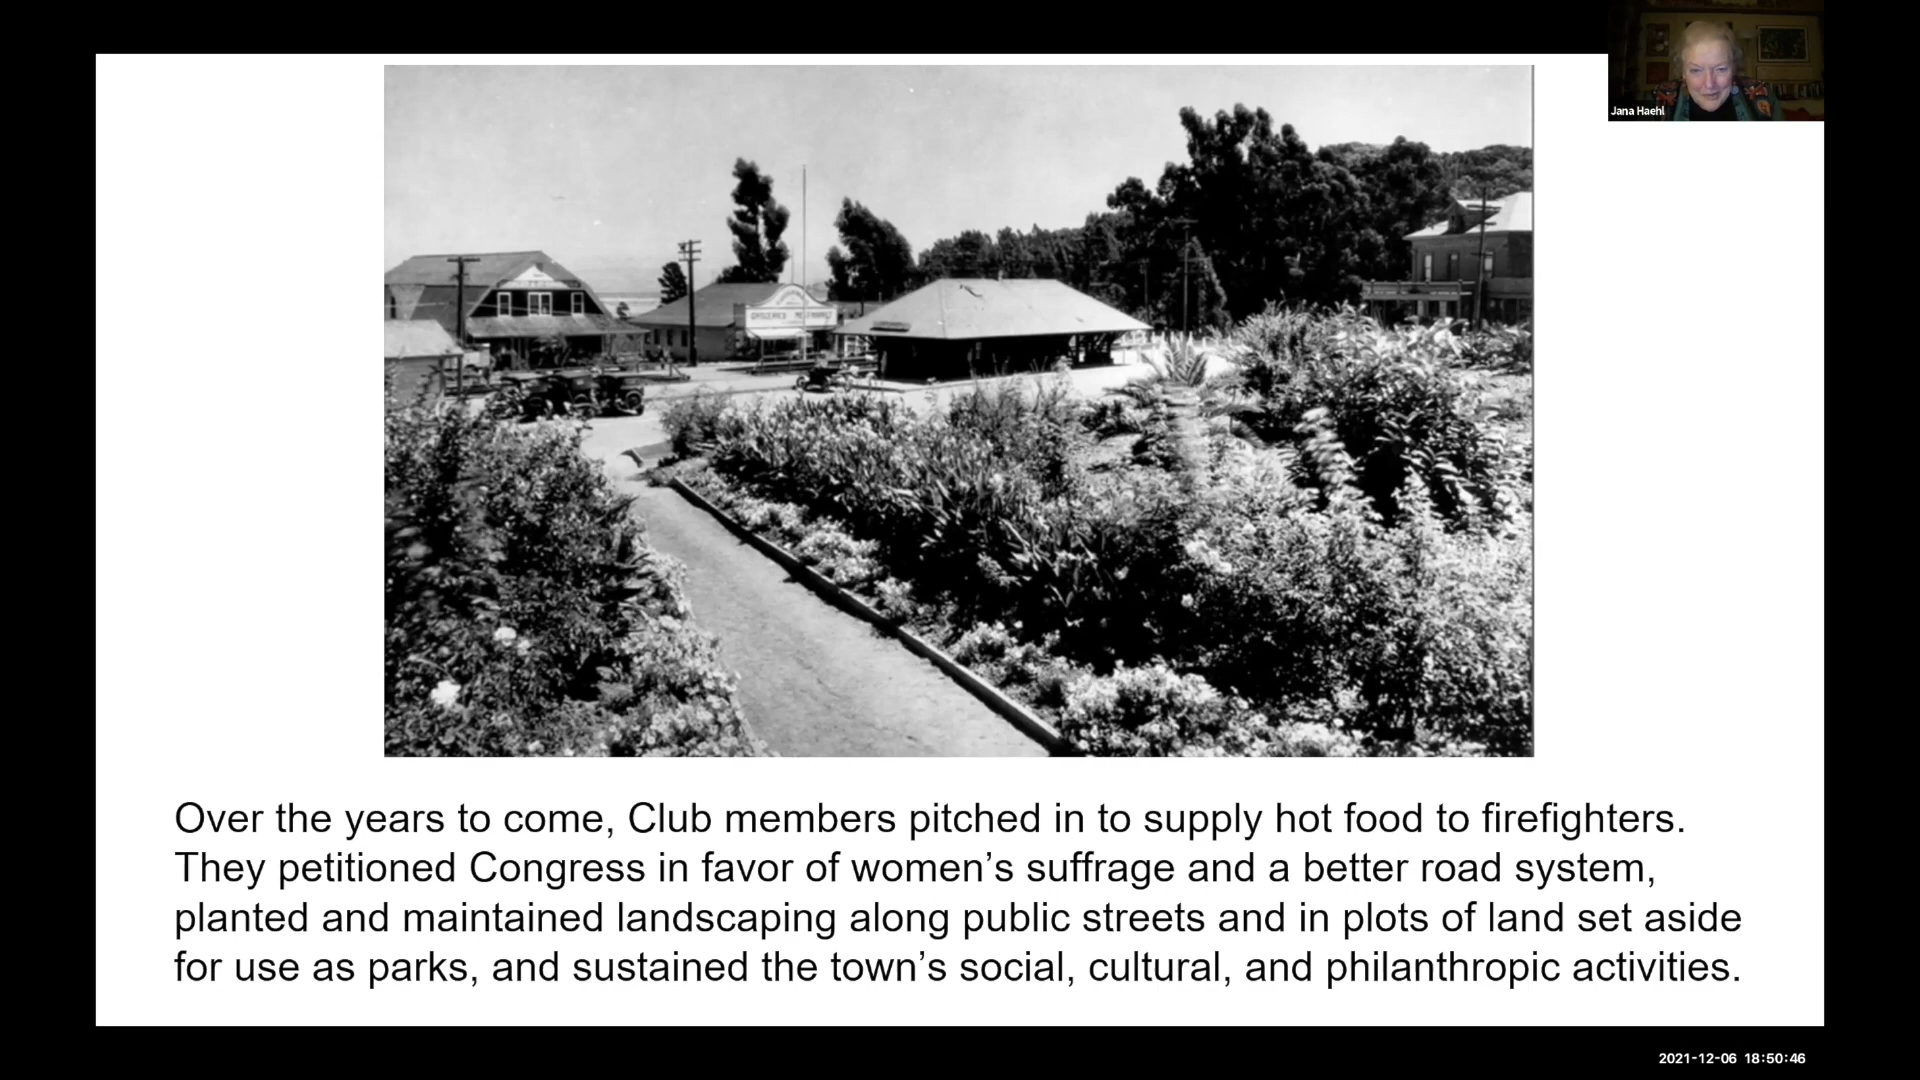 Jana Haehl
GROCERIES MEAT MARKET
Over the years to come, Club members pitched in to supply hot food to firefighters.
They petitioned Congress in favor of women’s suffrage and a better road system,
planted and maintained landscaping along public streets and in plots of land set aside
for use as parks, and sustained the town’s social, cultural, and philanthropic activities.
2021-12-06 18:50:46